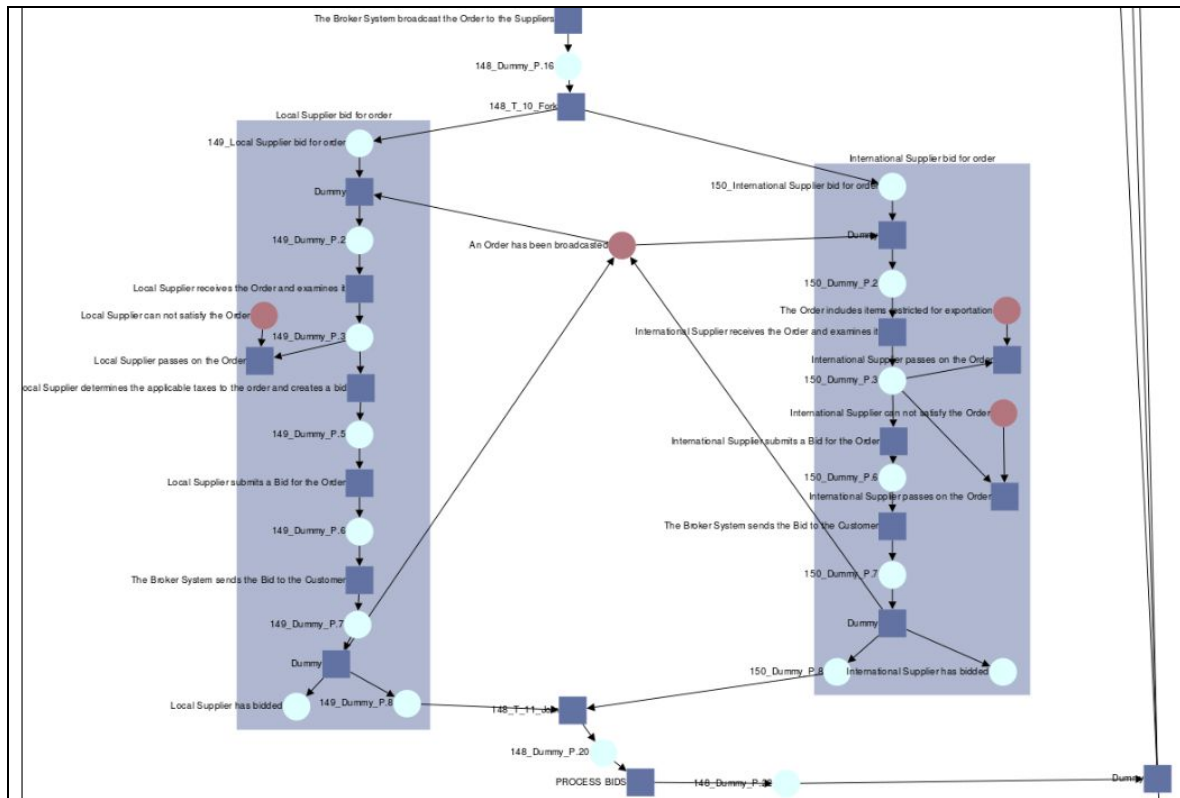 The Broker System broadcast the Order to the Suppliers
148_Dummy_P.16
148_T_10_Fork
Local Supplier bid for order
149_Local Supplier bid for order
Dummy
149_Dummy_P.2
Local Supplier receives the Order and examines it
Local Supplier can not satisfy the Order
149_Dummy_P.3
Local Supplier passes on the Order
ocal Supplier determines the applicable taxes to the order and creates a bid
149_Dummy_P.5
Local Supplier submits a Bid for the Order
149_Dummy_P.6
The Broker System sends the Bid to the Customer
149_Dummy_P.7
Dummy
Local Supplier has bidded
149_Dummy_P.8
An Order has been broadcasted
International Supplier bid for order
150_International Supplier bid for order
Dummy
150_Dummy_P.2
The Order includes items restricted for exportation
International Supplier receives the Order and examines it
International Supplier passes on the Order
150_Dummy_P.3
International Supplier can not satisfy the Order
International Supplier submits a Bid for the Order
150_Dummy_P.6
International Supplier passes on the Order
The Broker System sends the Bid to the Customer
150_Dummy_P.7
Dummy
150_Dummy_P.8
International Supplier has bidded
148_T_11_Join
148_Dummy_P.20
PROCESS BIDS
Dummy